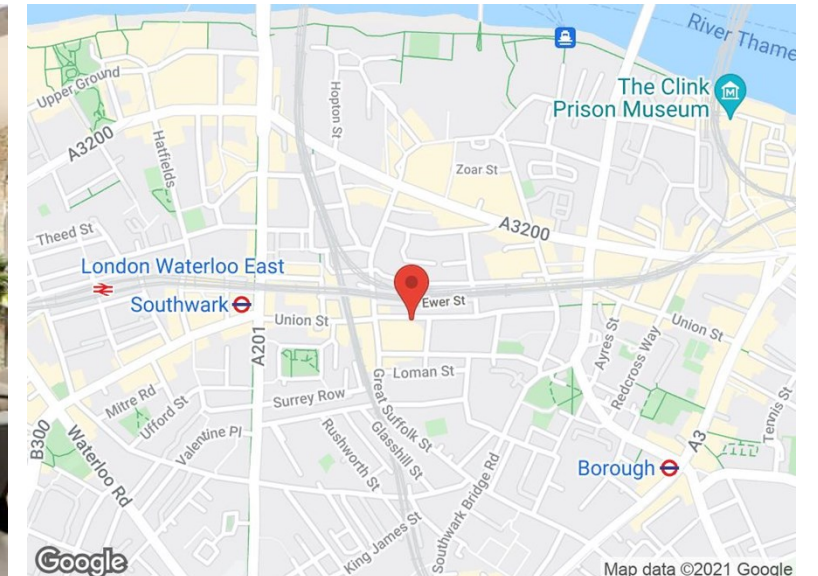 River Thame
Upper Ground
The Clink
Prison Museum
A3200
Hatfields
Hopton St
Zoar St
A3200
Theed St
London Waterloo East
Southwark
Ewer St
Union St
A201
Union St
Ayres St
Redcross Way
Loman St
Great Suffolk St
Surrey Row
Mitre Rd
Ufford St
Valentine Pl
B300
Waterloo Rd
Rushworth St
Glasshill St
Southwark Bridge Rd
King James St
Borough
A3
Tennis St
Google
Map data ©2021 Google